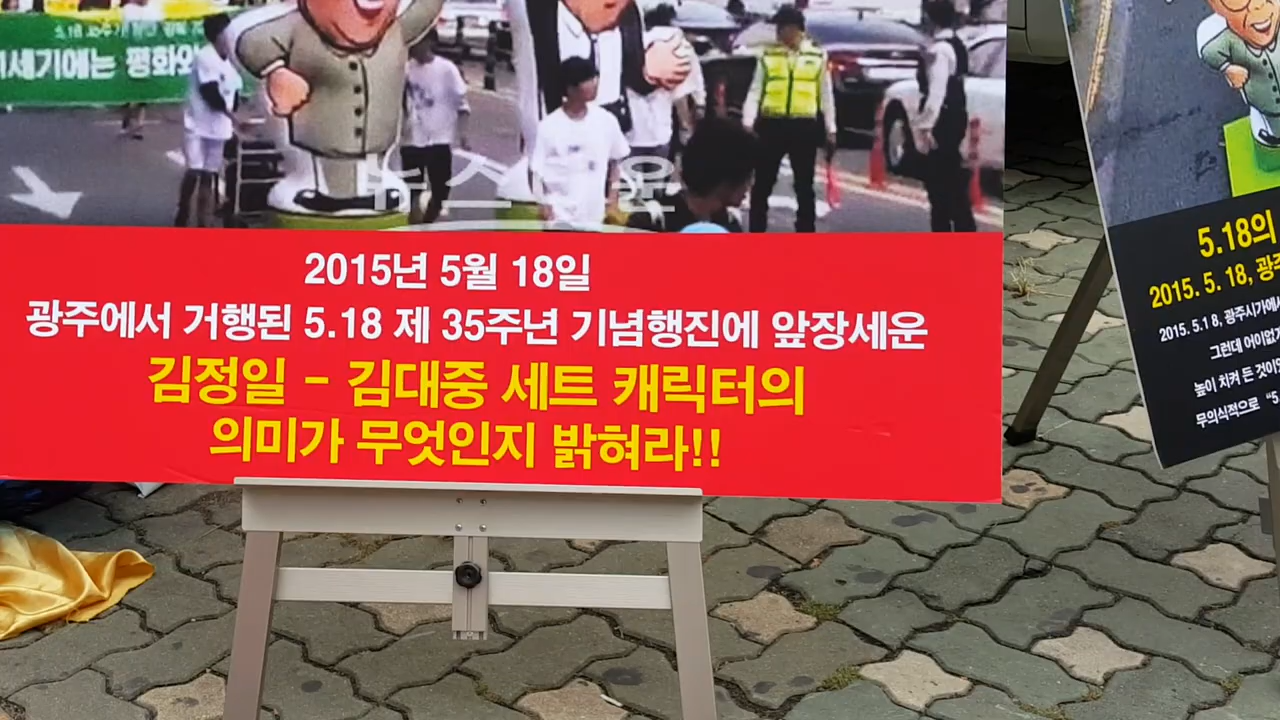 1세기에는 평화와
2015년 5월 18일
광주에서 거행된 5.18 제 35주년 기념행진에 앞장세운
김정일 - 김대중 세트 캐릭터의
의미가 무엇인지 밝혀라!!
5.18의
2015. 5. 18, 광주
2015. 5.18, 광주시가에서
그런데 어이없게
높이 치켜 든 것이었
무의식적으로 “5.